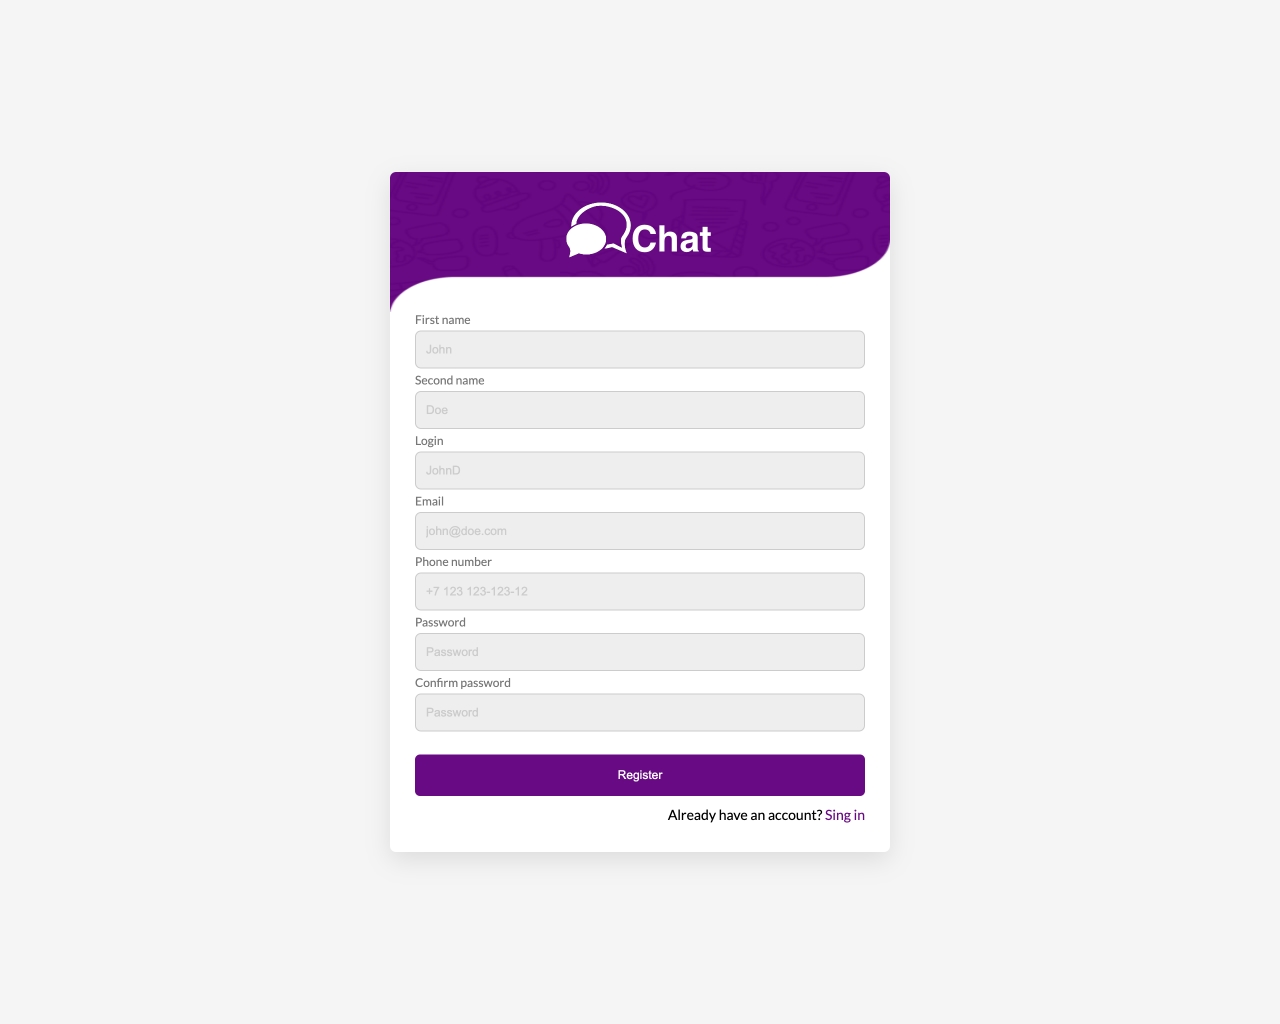 Chat
First name
John
Second name
Doe
Login
JohnD
Email
john@doe.com
Phone number
+7 123 123-123-12
Password
Password
Confirm password
Password
Register
Already have an account? Sing in